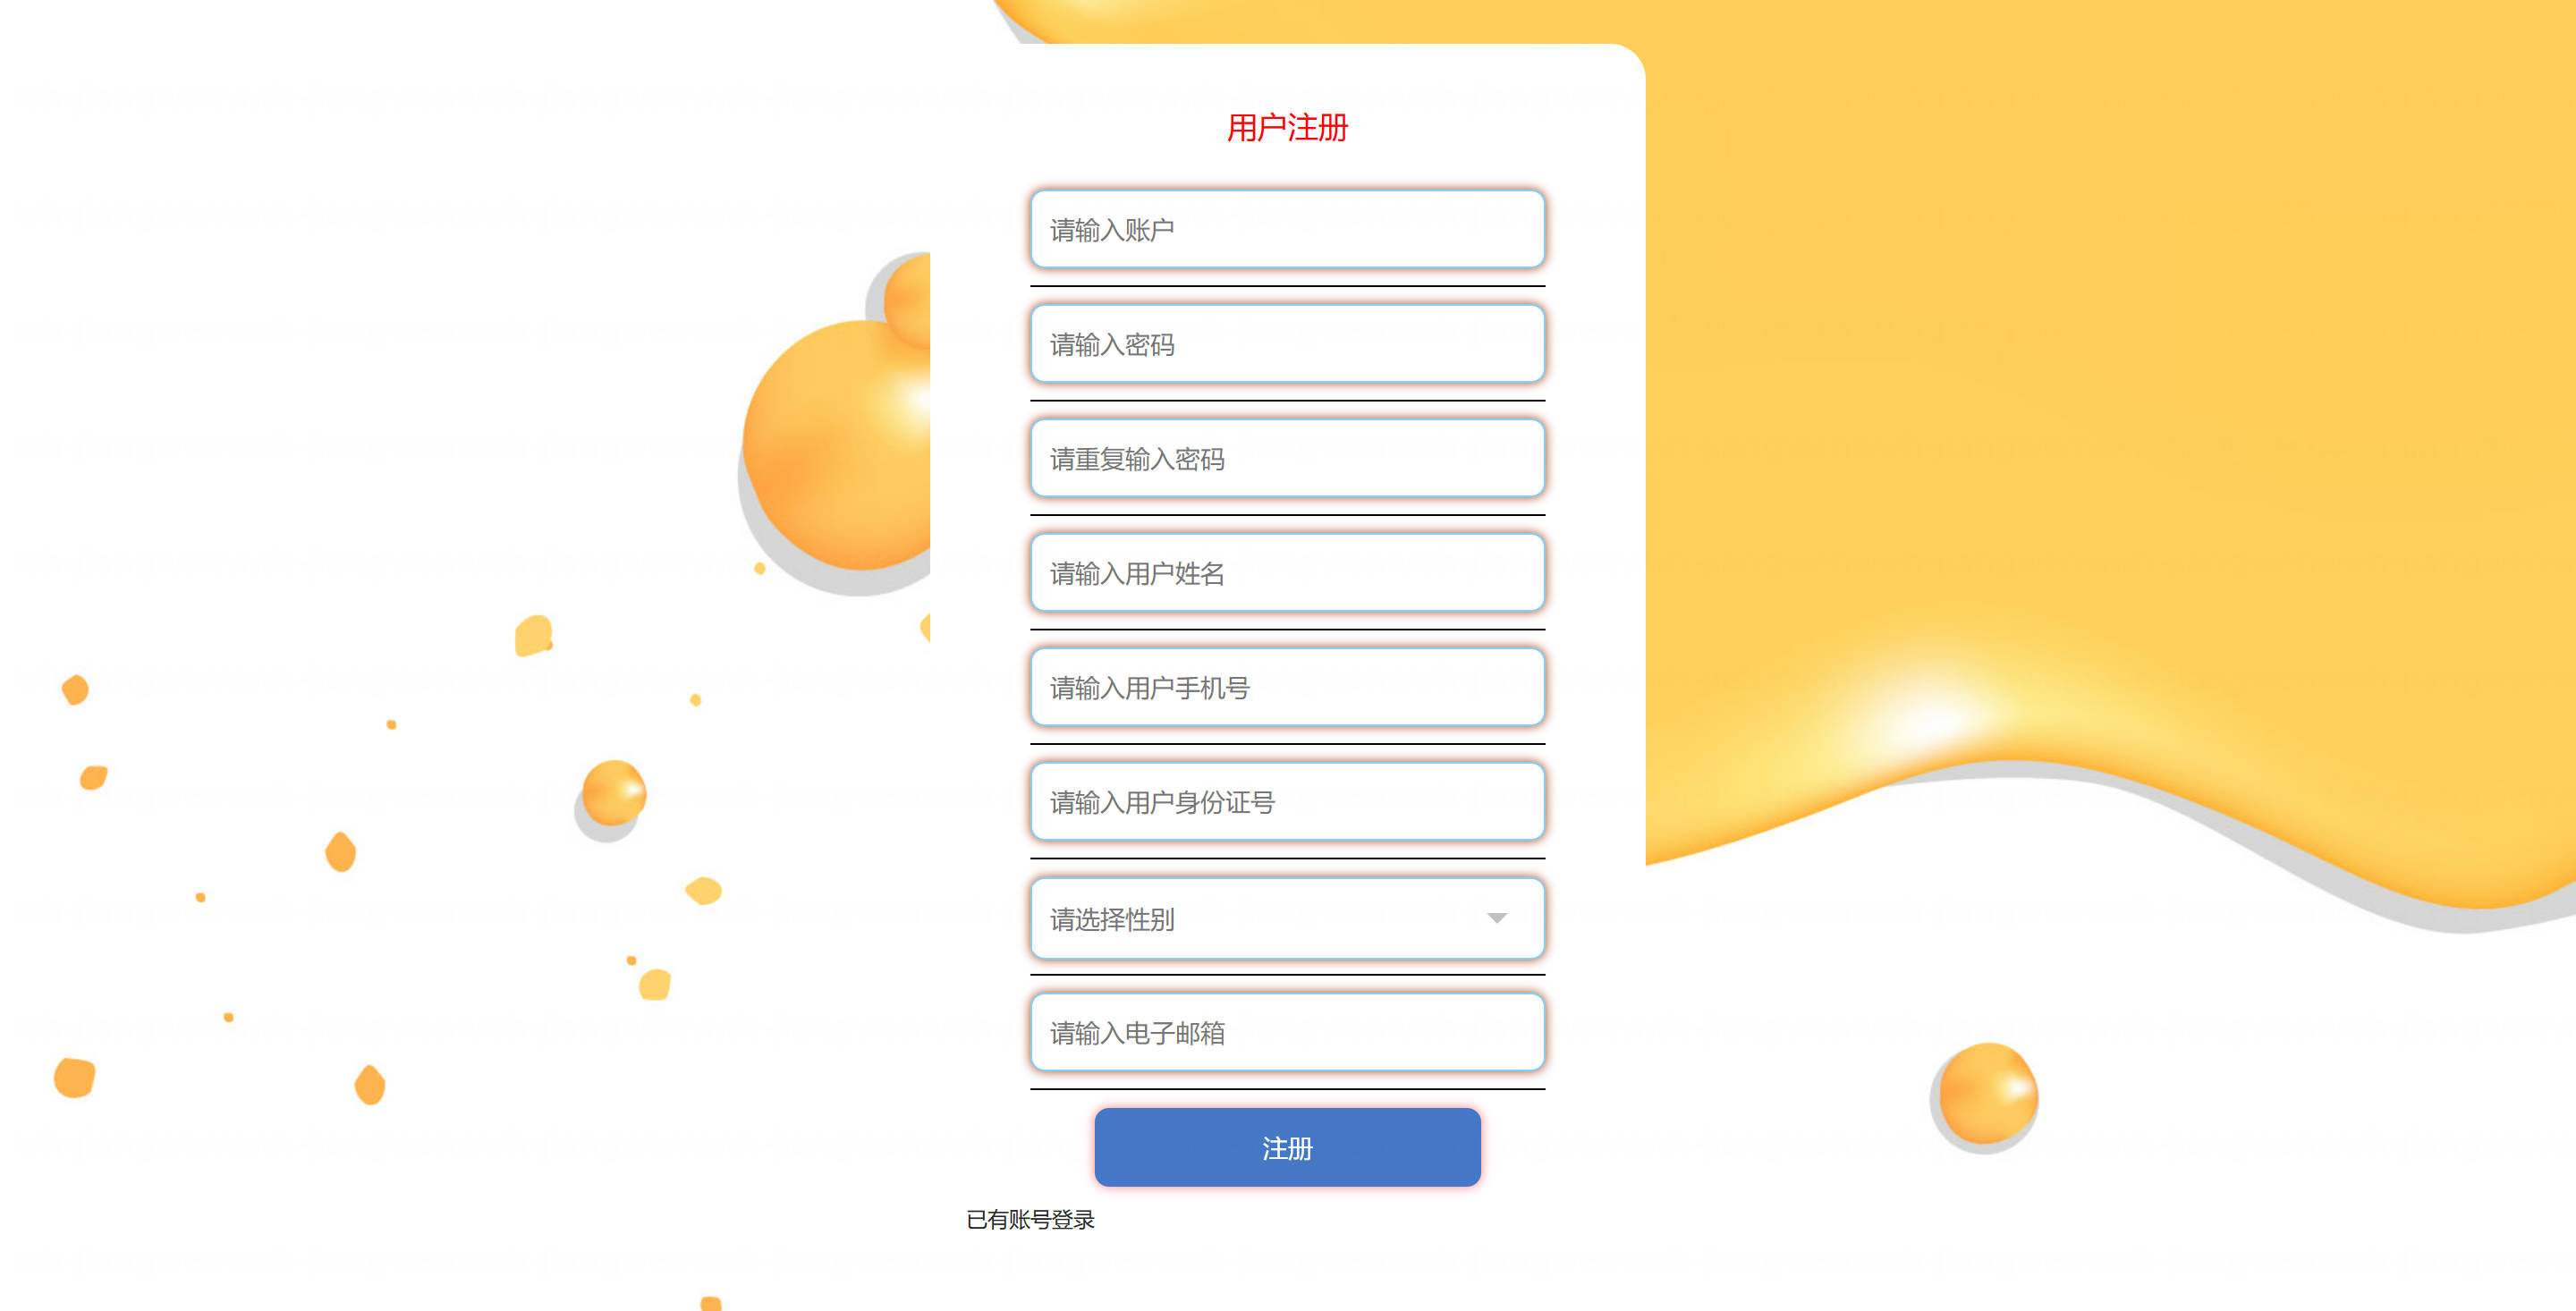 用户注册
请输入账户
请输入密码
请重复输入密码
请输入用户姓名
请输入用户手机号
请输入用户身份证号
请选择性别
请输入电子邮箱
注册
已有账号登录